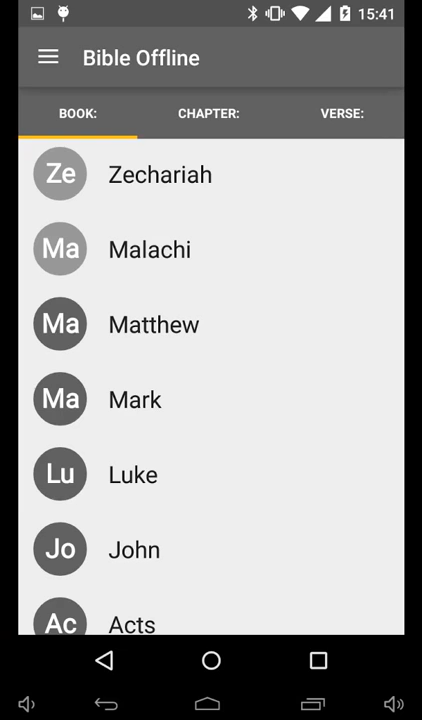 15:41
Bible Offline
BOOK: CHAPTER: VERSE:
Ze Zechariah
Ma Malachi
Ma Matthew
Ma Mark
Lu Luke
Jo John
Ac Acts